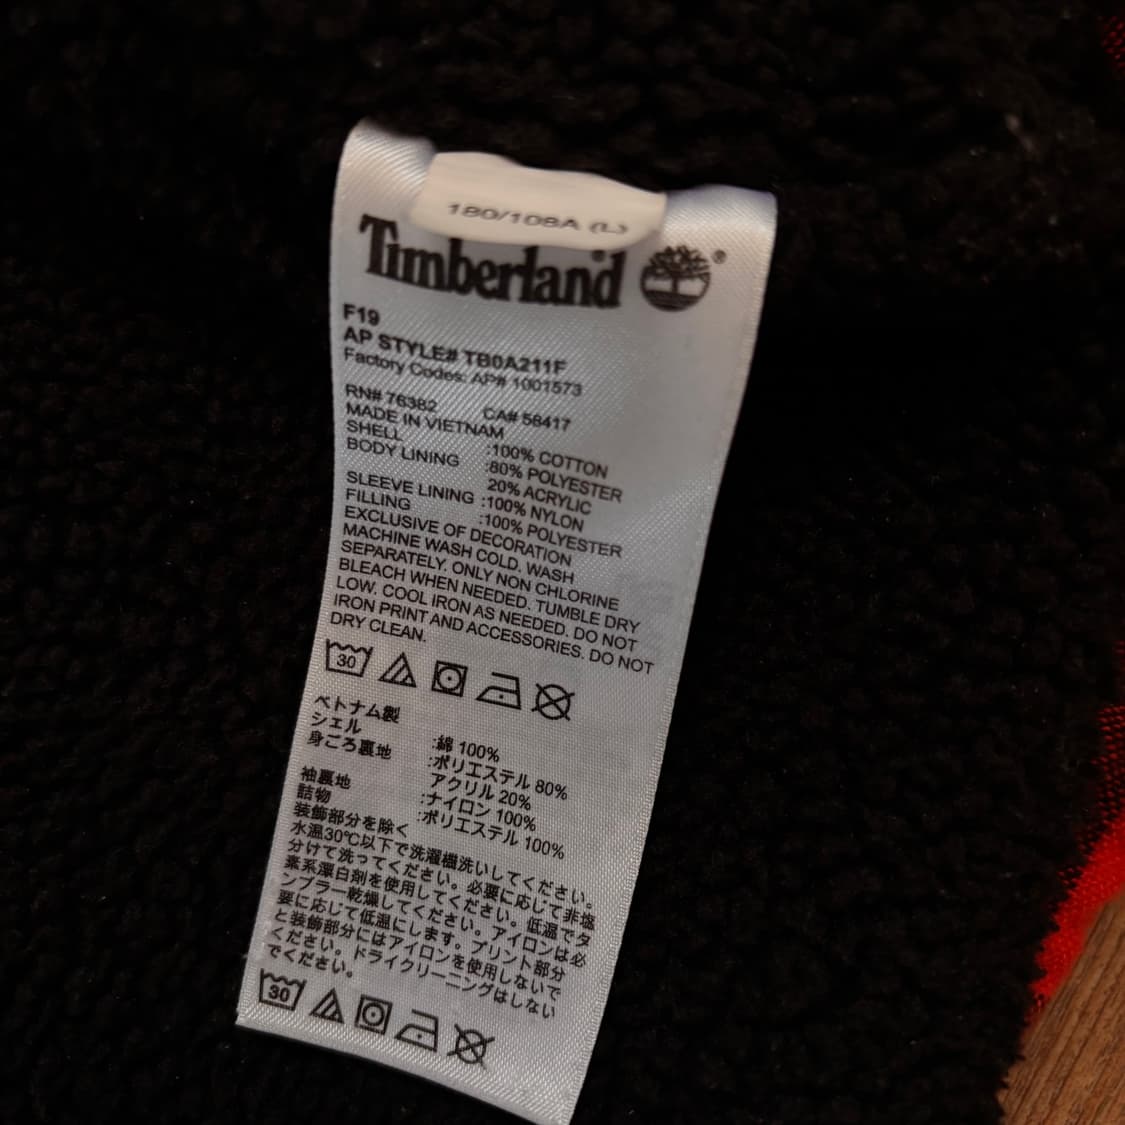 180/108A (L)
Timberland®
F19
AP STYLE# TB0A211F
Factory Codes: AP# 1001573
RN# 76382 CA# 58417
MADE IN VIETNAM
SHELL :100% COTTON
BODY LINING :80% POLYESTER
20% ACRYLIC
SLEEVE LINING :100% NYLON
FILLING :100% POLYESTER
EXCLUSIVE OF DECORATION
MACHINE WASH COLD. WASH
SEPARATELY. ONLY NON CHLORINE
BLEACH WHEN NEEDED. TUMBLE DRY
LOW. COOL IRON AS NEEDED. DO NOT
IRON PRINT AND ACCESSORIES. DO NOT
DRY CLEAN.
30
ベトナム製
シェル :綿 100%
身ごろ裏地 :ポリエステル 80%
アクリル 20%
袖裏地 :ナイロン 100%
詰物 :ポリエステル 100%
装飾部分を除く
水温30℃以下で洗濯機洗いしてください。
分けて洗ってください。必要に応じて非塩
素系漂白剤を使用してください。低温でタ
ンブラー乾燥してください。アイロンは必
要に応じて低温にします。プリント部分
と装飾部分にはアイロンを使用しないで
ください。ドライクリーニングはしない
でください。
30